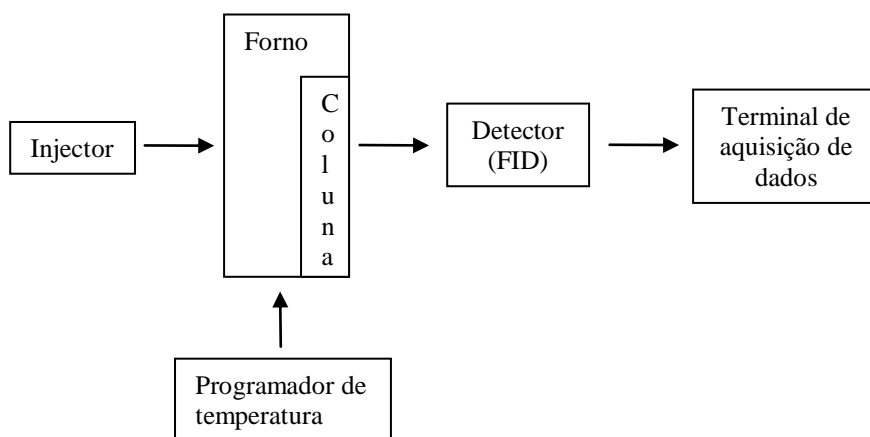 Forno
C
o
l
u
n
a
Injector
Detector
(FID)
Terminal de
aquisição de
dados
Programador de
temperatura